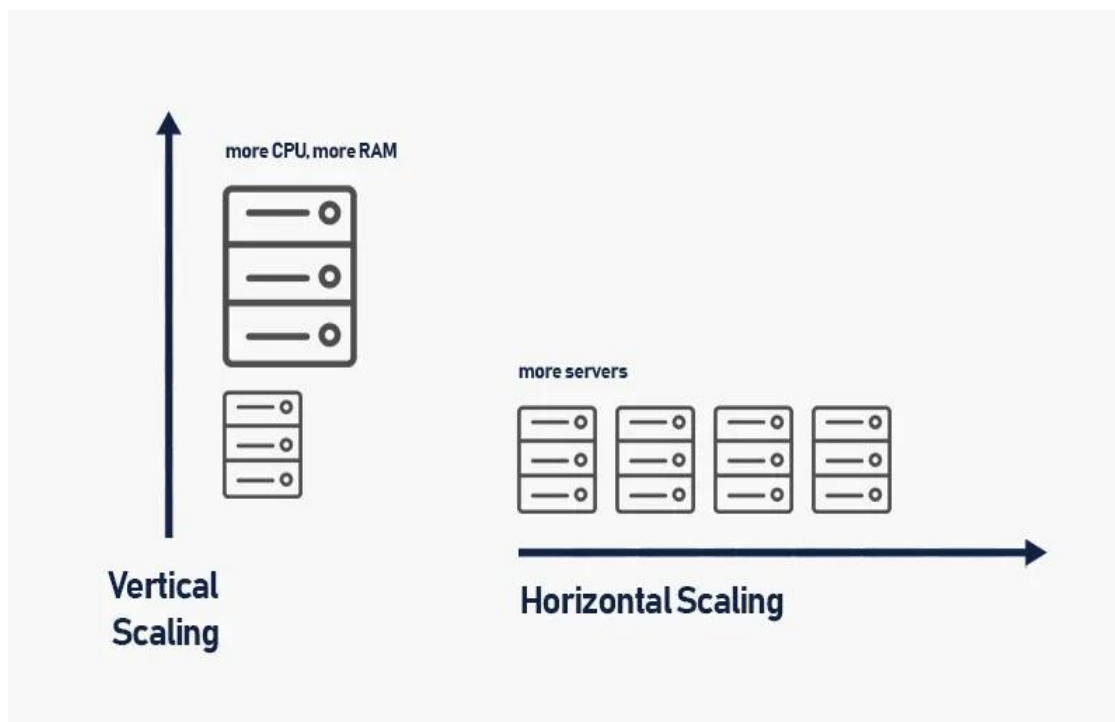 more CPU, more RAM
Vertical
Scaling
more servers
Horizontal Scaling